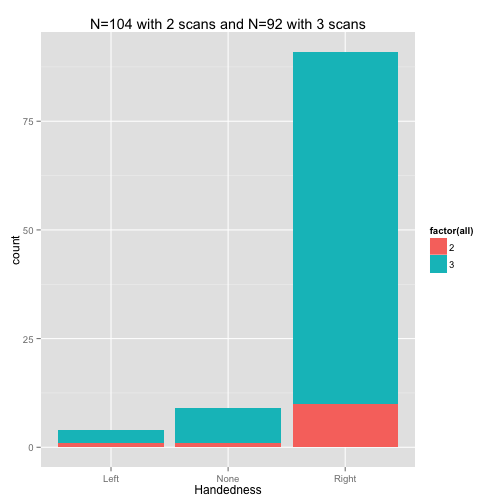 N=104 with 2 scans and N=92 with 3 scans
75
50
25
0
count
Left None Right
Handedness
factor(all)
2
3